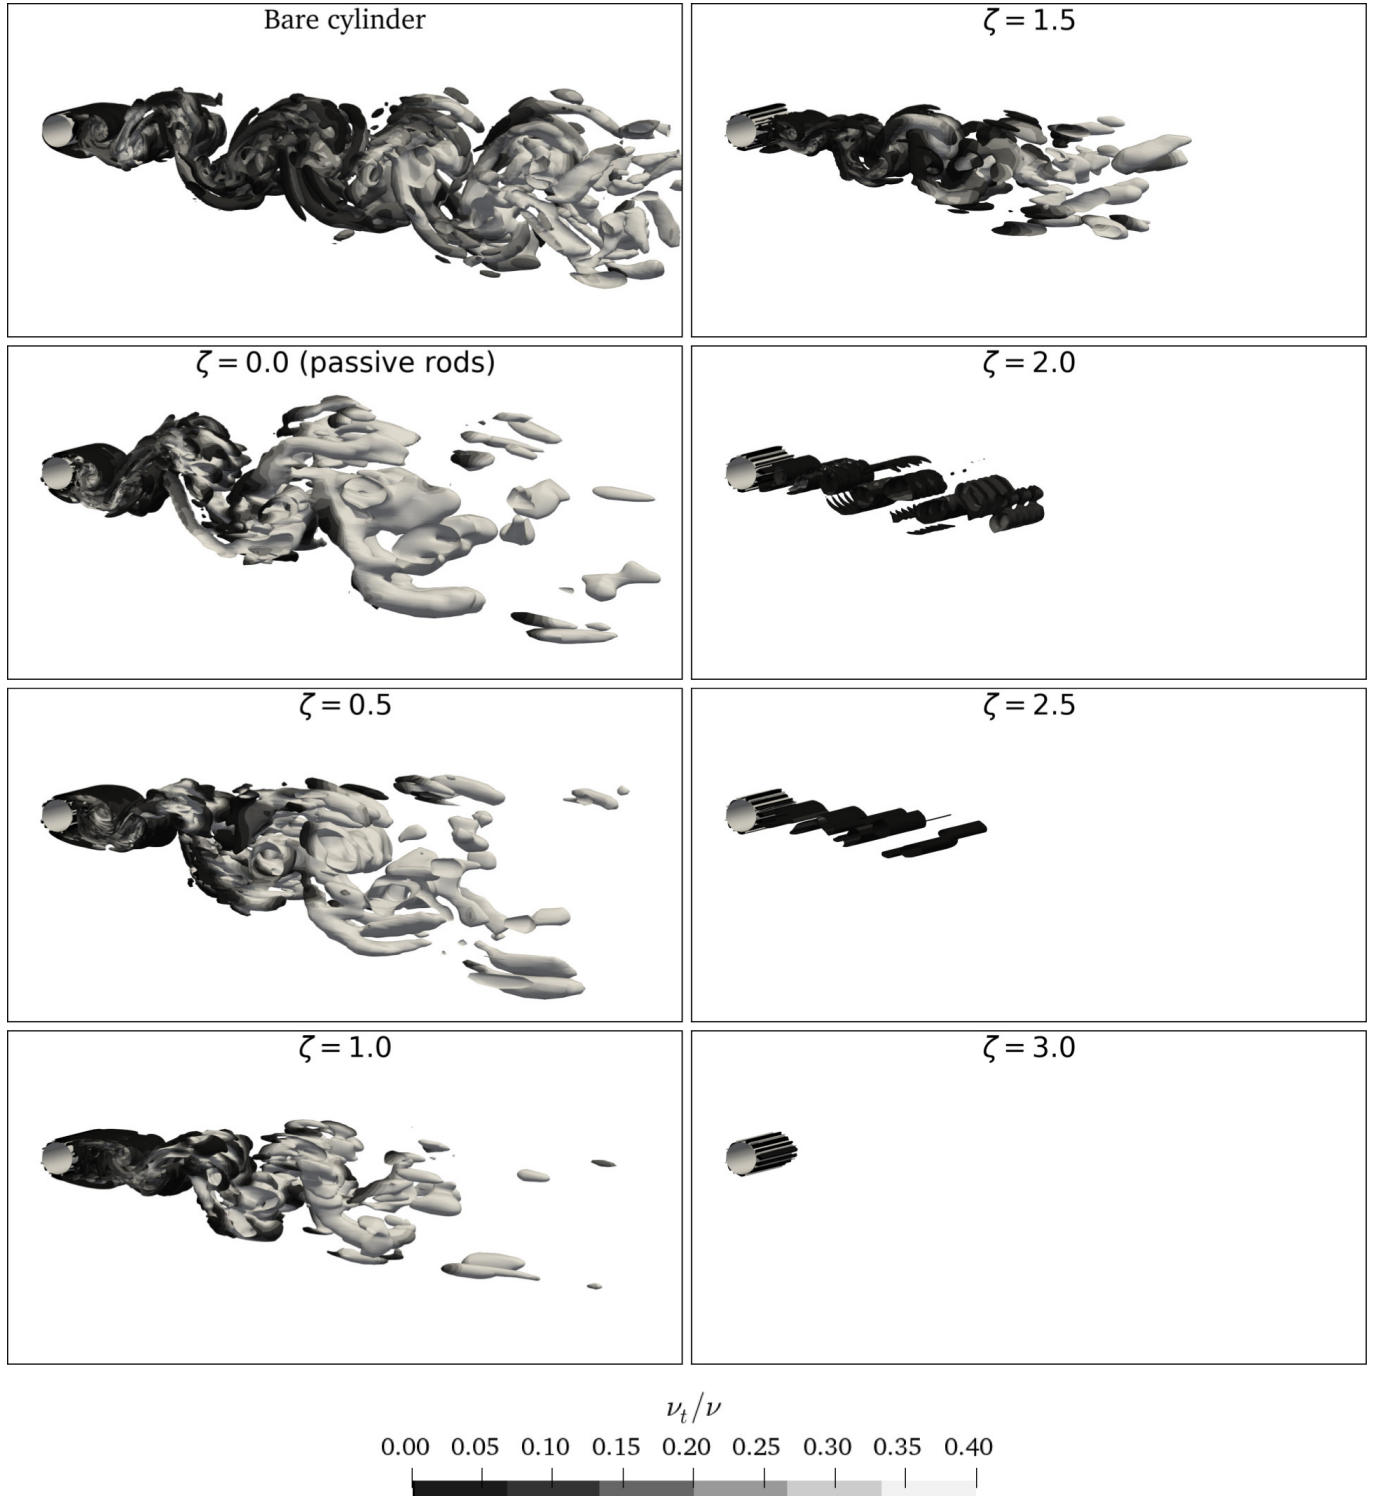 Bare cylinder
ζ = 1.5
ζ = 0.0 (passive rods)
ζ = 2.0
ζ = 0.5
ζ = 2.5
ζ = 1.0
ζ = 3.0
ν_t/ν
0.00 0.05 0.10 0.15 0.20 0.25 0.30 0.35 0.40